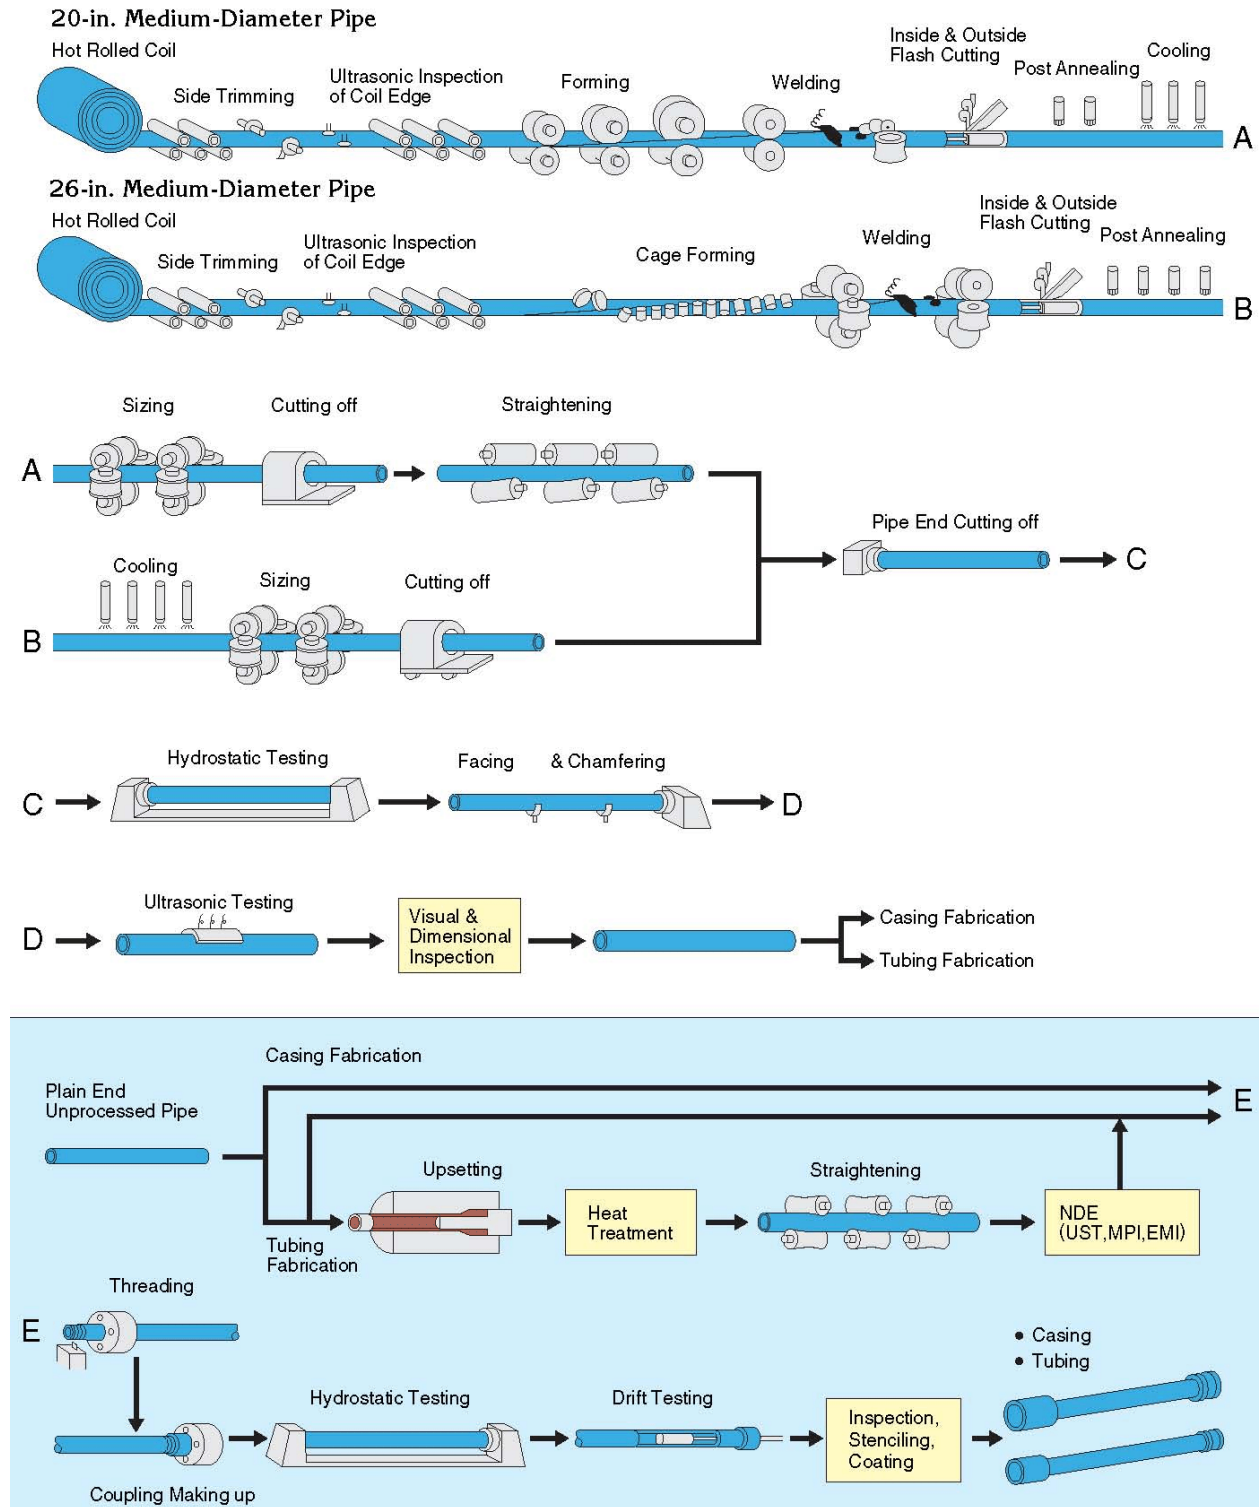 20-in. Medium-Diameter Pipe
Hot Rolled Coil
Side Trimming
Ultrasonic Inspection
of Coil Edge
Forming
Welding
Inside & Outside
Flash Cutting
Post Annealing
Cooling
A
26-in. Medium-Diameter Pipe
Hot Rolled Coil
Side Trimming
Ultrasonic Inspection
of Coil Edge
Cage Forming
Welding
Inside & Outside
Flash Cutting
Post Annealing
B
Sizing
Cutting off
Straightening
A
Pipe End Cutting off
C
Cooling
Sizing
Cutting off
B
Hydrostatic Testing
Facing & Chamfering
C
D
Ultrasonic Testing
D
Visual &
Dimensional
Inspection
Casing Fabrication
Tubing Fabrication
Casing Fabrication
Plain End
Unprocessed Pipe
E
Upsetting
Heat
Treatment
Straightening
NDE
(UST,MPI,EMI)
Tubing
Fabrication
Threading
E
• Casing
• Tubing
Hydrostatic Testing
Drift Testing
Inspection,
Stenciling,
Coating
Coupling Making up